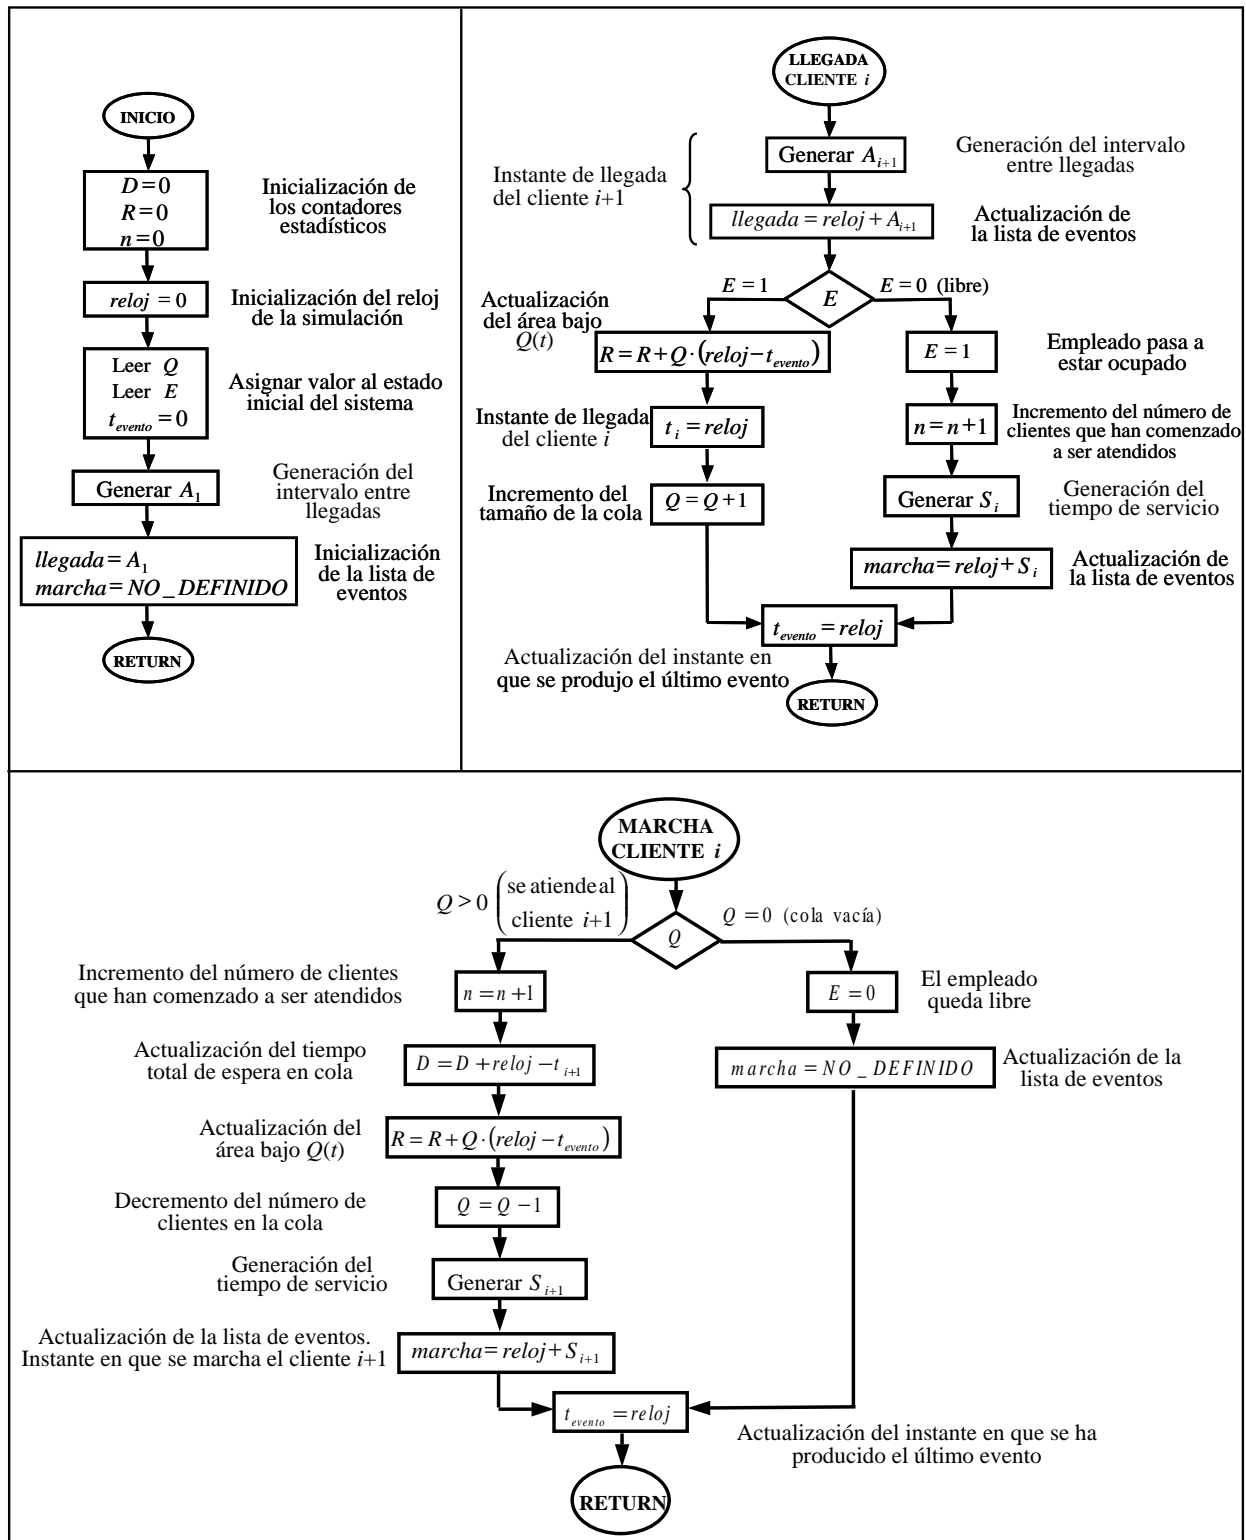 INICIO
D=0
R=0
n=0
Inicialización de
los contadores
estadísticos
reloj = 0
Inicialización del reloj
de la simulación
Leer Q
Leer E
t_evento = 0
Asignar valor al estado
inicial del sistema
Generar A_1
Generación del
intervalo entre
llegadas
llegada = A_1
marcha = NO_DEFINIDO
Inicialización
de la lista de
eventos
RETURN
LLEGADA
CLIENTE i
Generar A_{i+1}
Generación del intervalo
entre llegadas
Instante de llegada
del cliente i+1
llegada = reloj + A_{i+1}
Actualización de
la lista de eventos
E = 1
E
E = 0 (libre)
Actualización
del área bajo
Q(t)
R = R + Q·(reloj − t_evento)
E = 1
Empleado pasa a
estar ocupado
Instante de llegada
del cliente i
t_i = reloj
n = n+1
Incremento del número de
clientes que han comenzado
a ser atendidos
Incremento del
tamaño de la cola
Q = Q + 1
Generar S_i
Generación del
tiempo de servicio
marcha = reloj + S_i
Actualización de
la lista de eventos
t_evento = reloj
Actualización del instante en
que se produjo el último evento
RETURN
MARCHA
CLIENTE i
Q > 0 (se atiende al
cliente i+1)
Q
Q = 0 (cola vacía)
Incremento del número de clientes
que han comenzado a ser atendidos
n = n + 1
E = 0
El empleado
queda libre
Actualización del tiempo
total de espera en cola
D = D + reloj − t_{i+1}
marcha = NO_DEFINIDO
Actualización de la
lista de eventos
Actualización del
área bajo Q(t)
R = R + Q·(reloj − t_evento)
Decremento del número de
clientes en la cola
Q = Q − 1
Generación del
tiempo de servicio
Generar S_{i+1}
Actualización de la lista de eventos.
Instante en que se marcha el cliente i+1
marcha = reloj + S_{i+1}
t_evento = reloj
Actualización del instante en que se ha
producido el último evento
RETURN